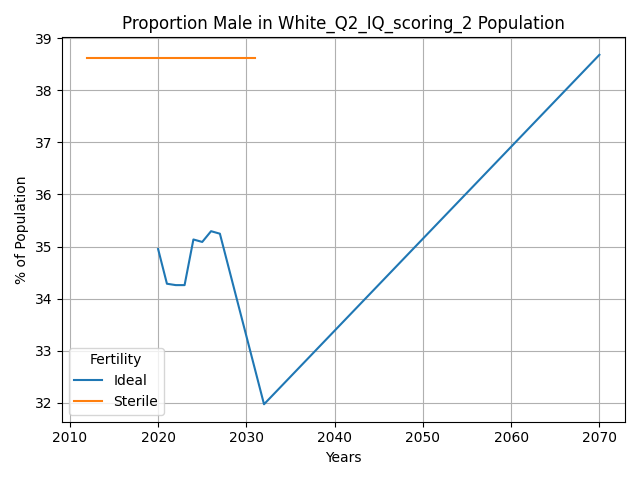 Proportion Male in White_Q2_IQ_scoring_2 Population
% of Population
39
38
37
36
35
34
33
32
Fertility
Ideal
Sterile
2010 2020 2030 2040 2050 2060 2070
Years